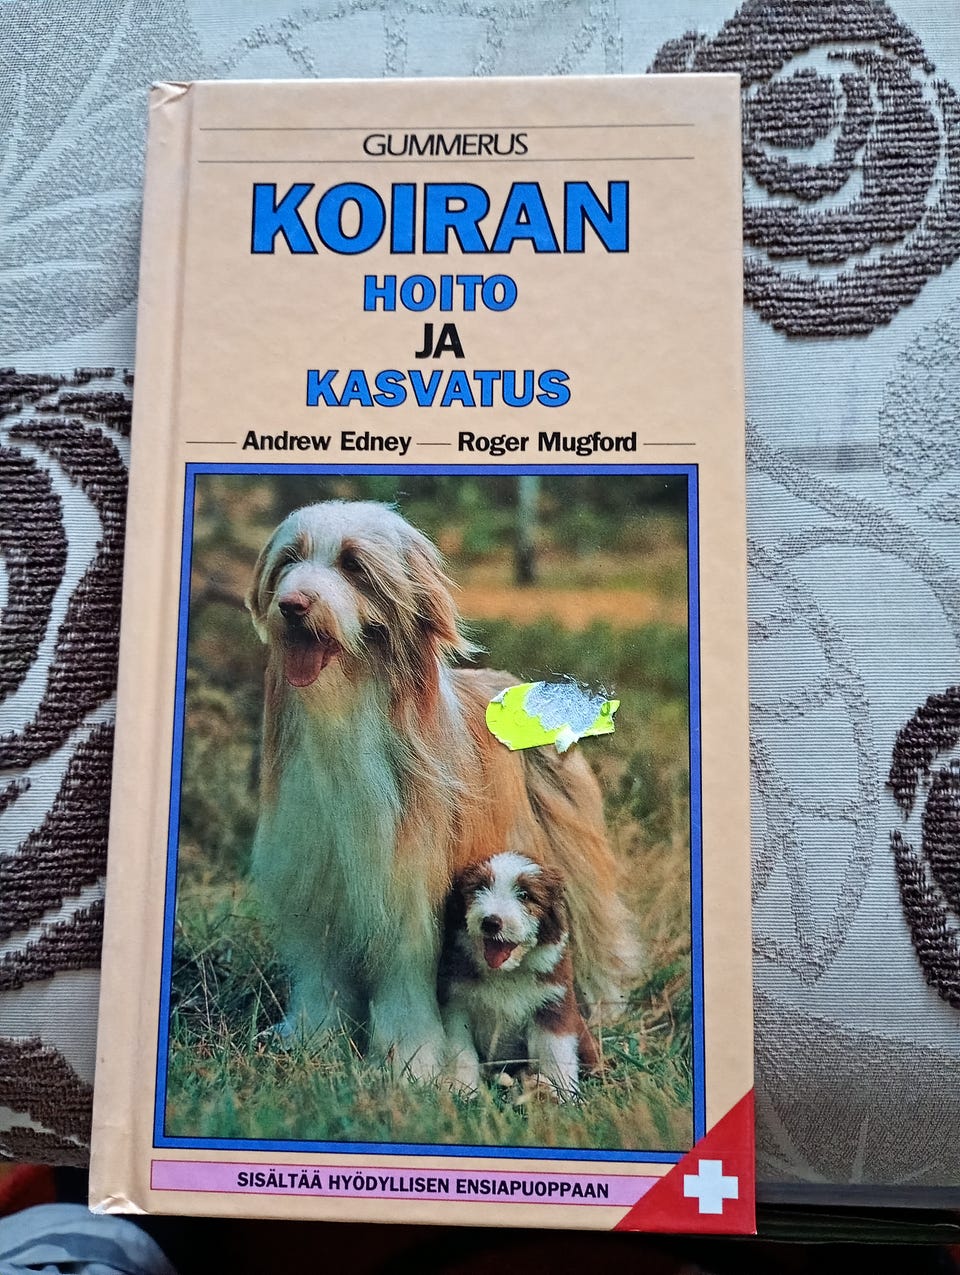 GUMMERUS
KOIRAN
HOITO
JA
KASVATUS
Andrew Edney — Roger Mugford
SISÄLTÄÄ HYÖDYLLISEN ENSIAPUOPPAAN